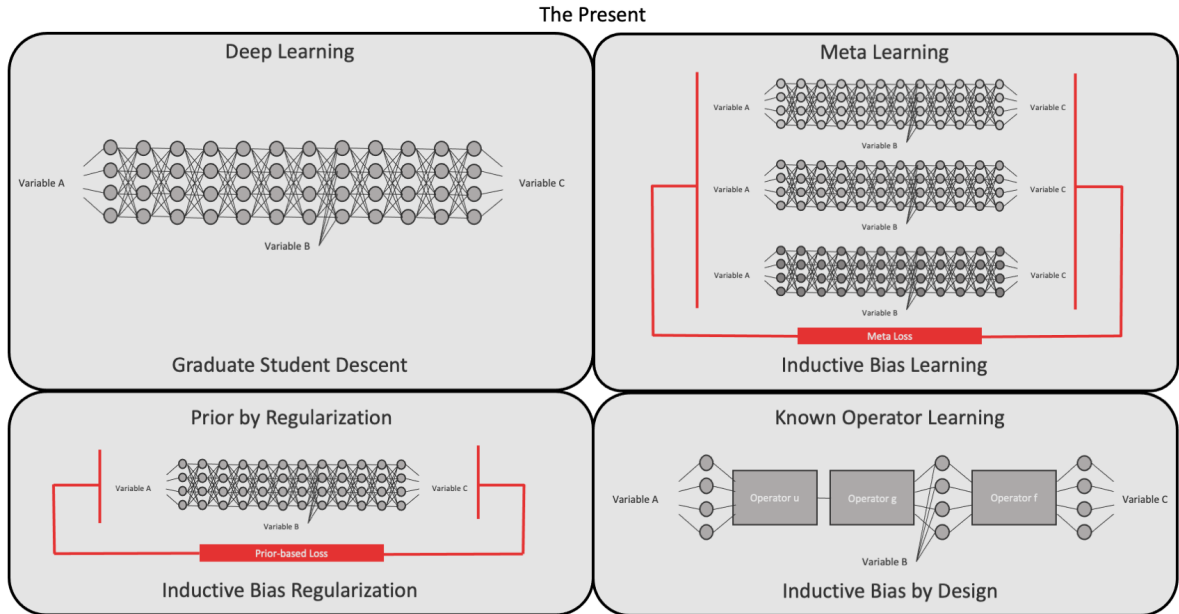 The Present
Deep Learning
Variable A
Variable C
Variable B
Graduate Student Descent
Meta Learning
Variable A
Variable C
Variable B
Variable A
Variable C
Variable B
Variable A
Variable C
Variable B
Meta Loss
Inductive Bias Learning
Prior by Regularization
Variable A
Variable C
Variable B
Prior-based Loss
Inductive Bias Regularization
Known Operator Learning
Variable A
Operator u
Operator g
Operator f
Variable C
Variable B
Inductive Bias by Design